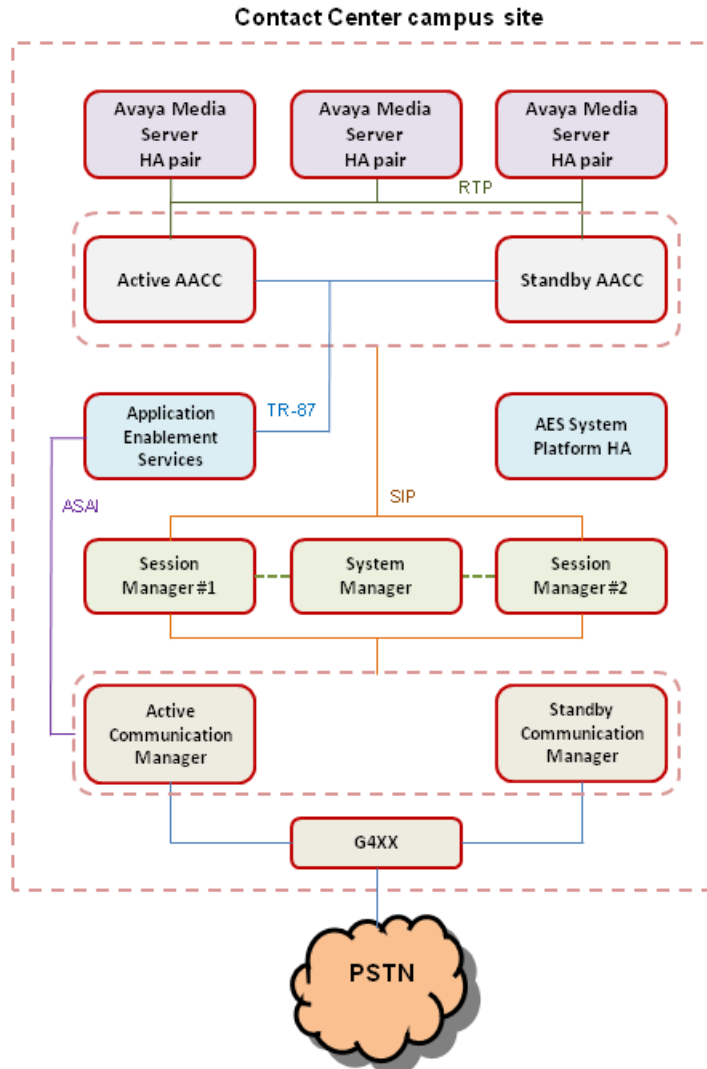 Contact Center campus site
Avaya Media
Server
HA pair
Avaya Media
Server
HA pair
Avaya Media
Server
HA pair
RTP
Active AACC
Standby AACC
Application
Enablement
Services
TR-87
AES System
Platform HA
ASAI
SIP
Session
Manager #1
System
Manager
Session
Manager #2
Active
Communication
Manager
Standby
Communication
Manager
G4XX
PSTN